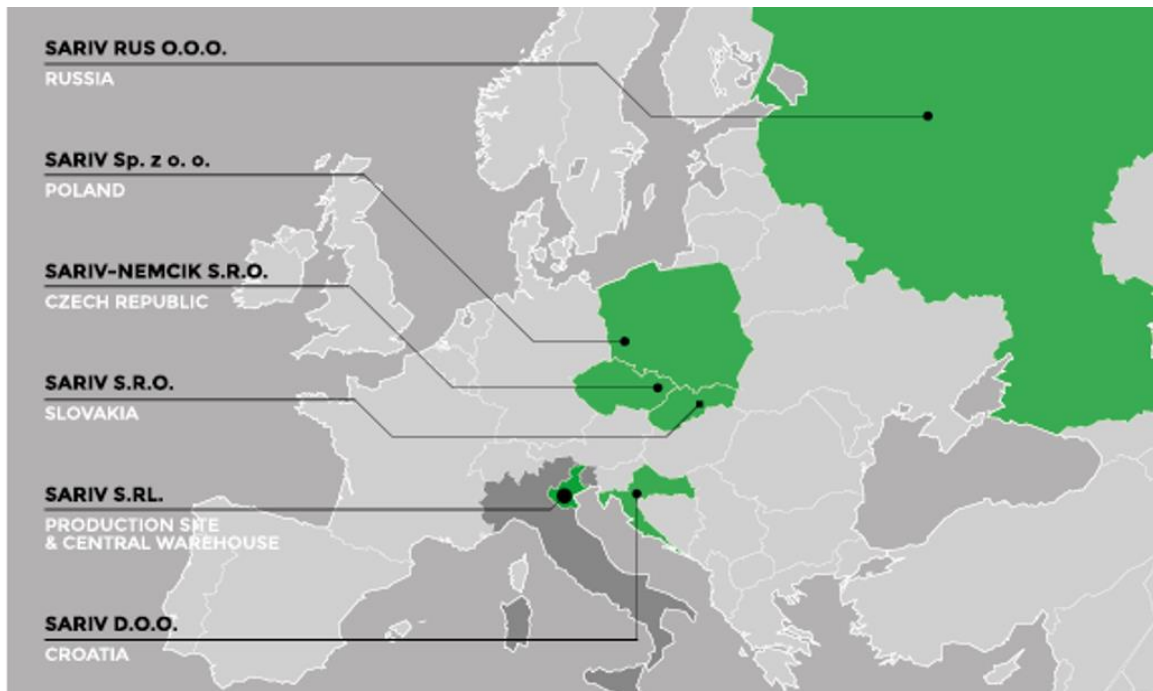 SARIV RUS O.O.O.
RUSSIA
SARIV Sp. z o. o.
POLAND
SARIV-NEMCIK S.R.O.
CZECH REPUBLIC
SARIV S.R.O.
SLOVAKIA
SARIV S.RL.
PRODUCTION SITE
& CENTRAL WAREHOUSE
SARIV D.O.O.
CROATIA